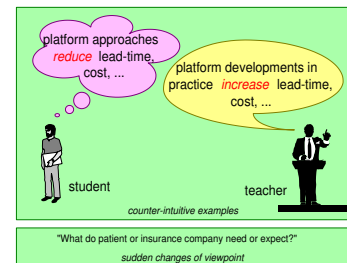 platform approaches
reduce lead-time,
cost, ...
platform developments in
practice increase lead-time,
cost, ...
student
teacher
counter-intuitive examples
"What do patient or insurance company need or expect?"
sudden changes of viewpoint